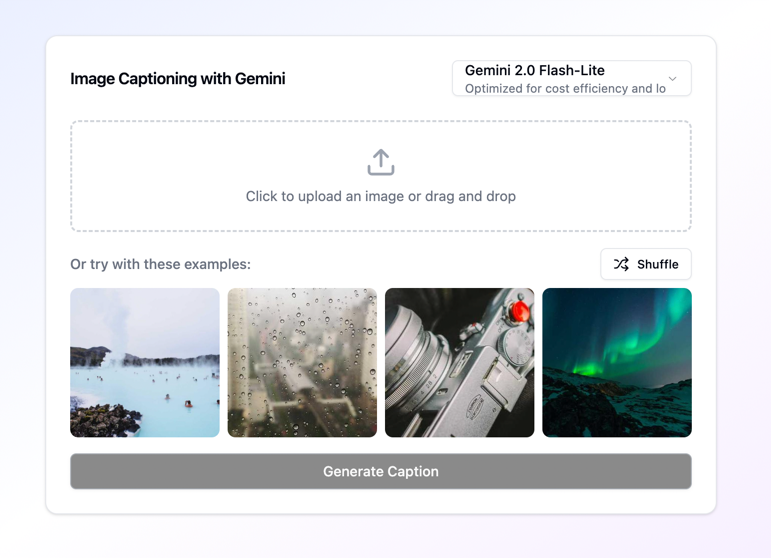 Image Captioning with Gemini
Gemini 2.0 Flash-Lite
Optimized for cost efficiency and lo
Click to upload an image or drag and drop
Or try with these examples:
Shuffle
Generate Caption